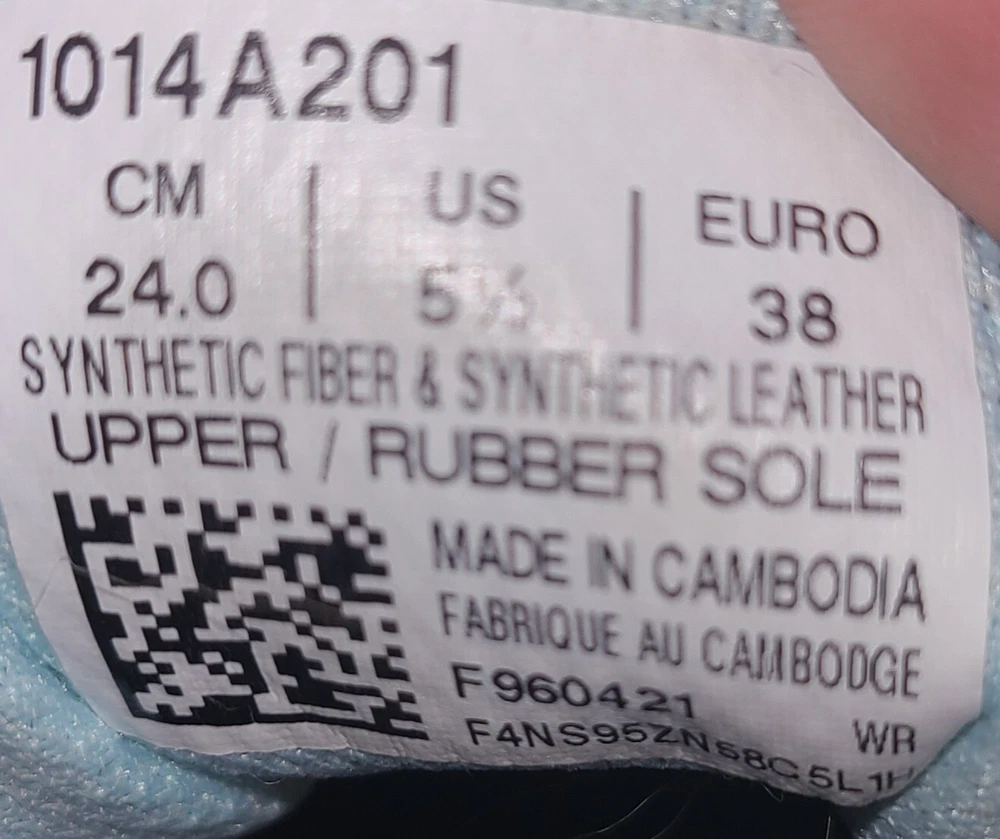 1014A201
CM | US | EURO
24.0 | 5½ | 38
SYNTHETIC FIBER & SYNTHETIC LEATHER
UPPER / RUBBER SOLE
MADE IN CAMBODIA
FABRIQUE AU CAMBODGE
F960421
WR